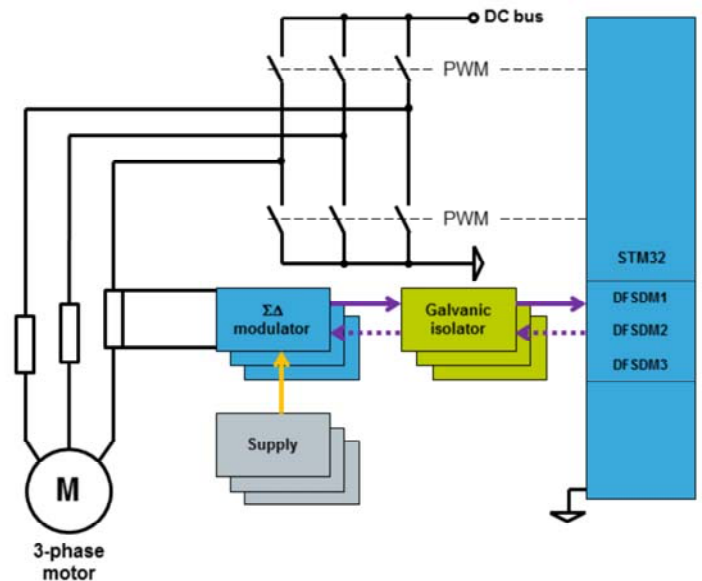 DC bus
PWM
PWM
STM32
DFSDM1
DFSDM2
DFSDM3
ΣΔ
modulator
Galvanic
isolator
Supply
M
3-phase
motor